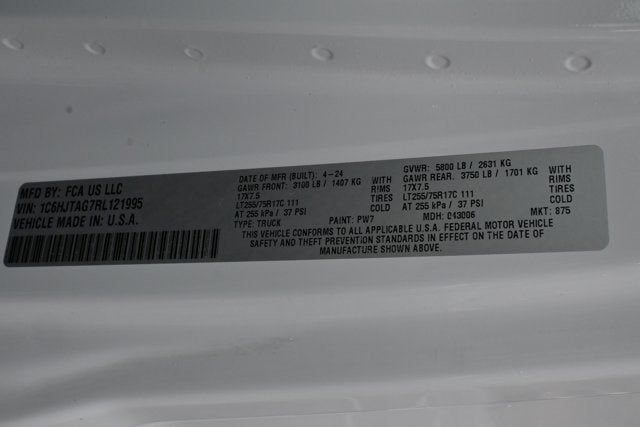 MFD BY: FCA US LLC
VIN: 1C6HJTAG7RL121995
VEHICLE MADE IN U.S.A.
DATE OF MFR (BUILT): 4-24
GAWR FRONT: 3100 LB / 1407 KG WITH
17X7.5 RIMS
LT255/75R17C 111 TIRES
AT 255 kPa / 37 PSI COLD
TYPE: TRUCK
GVWR: 5800 LB / 2631 KG
GAWR REAR. 3750 LB / 1701 KG WITH
17X7.5 RIMS
LT255/75R17C 111 TIRES
AT 255 kPa / 37 PSI COLD
PAINT: PW7 MDH: 043006 MKT: 875
THIS VEHICLE CONFORMS TO ALL APPLICABLE U.S.A. FEDERAL MOTOR VEHICLE
SAFETY AND THEFT PREVENTION STANDARDS IN EFFECT ON THE DATE OF
MANUFACTURE SHOWN ABOVE.